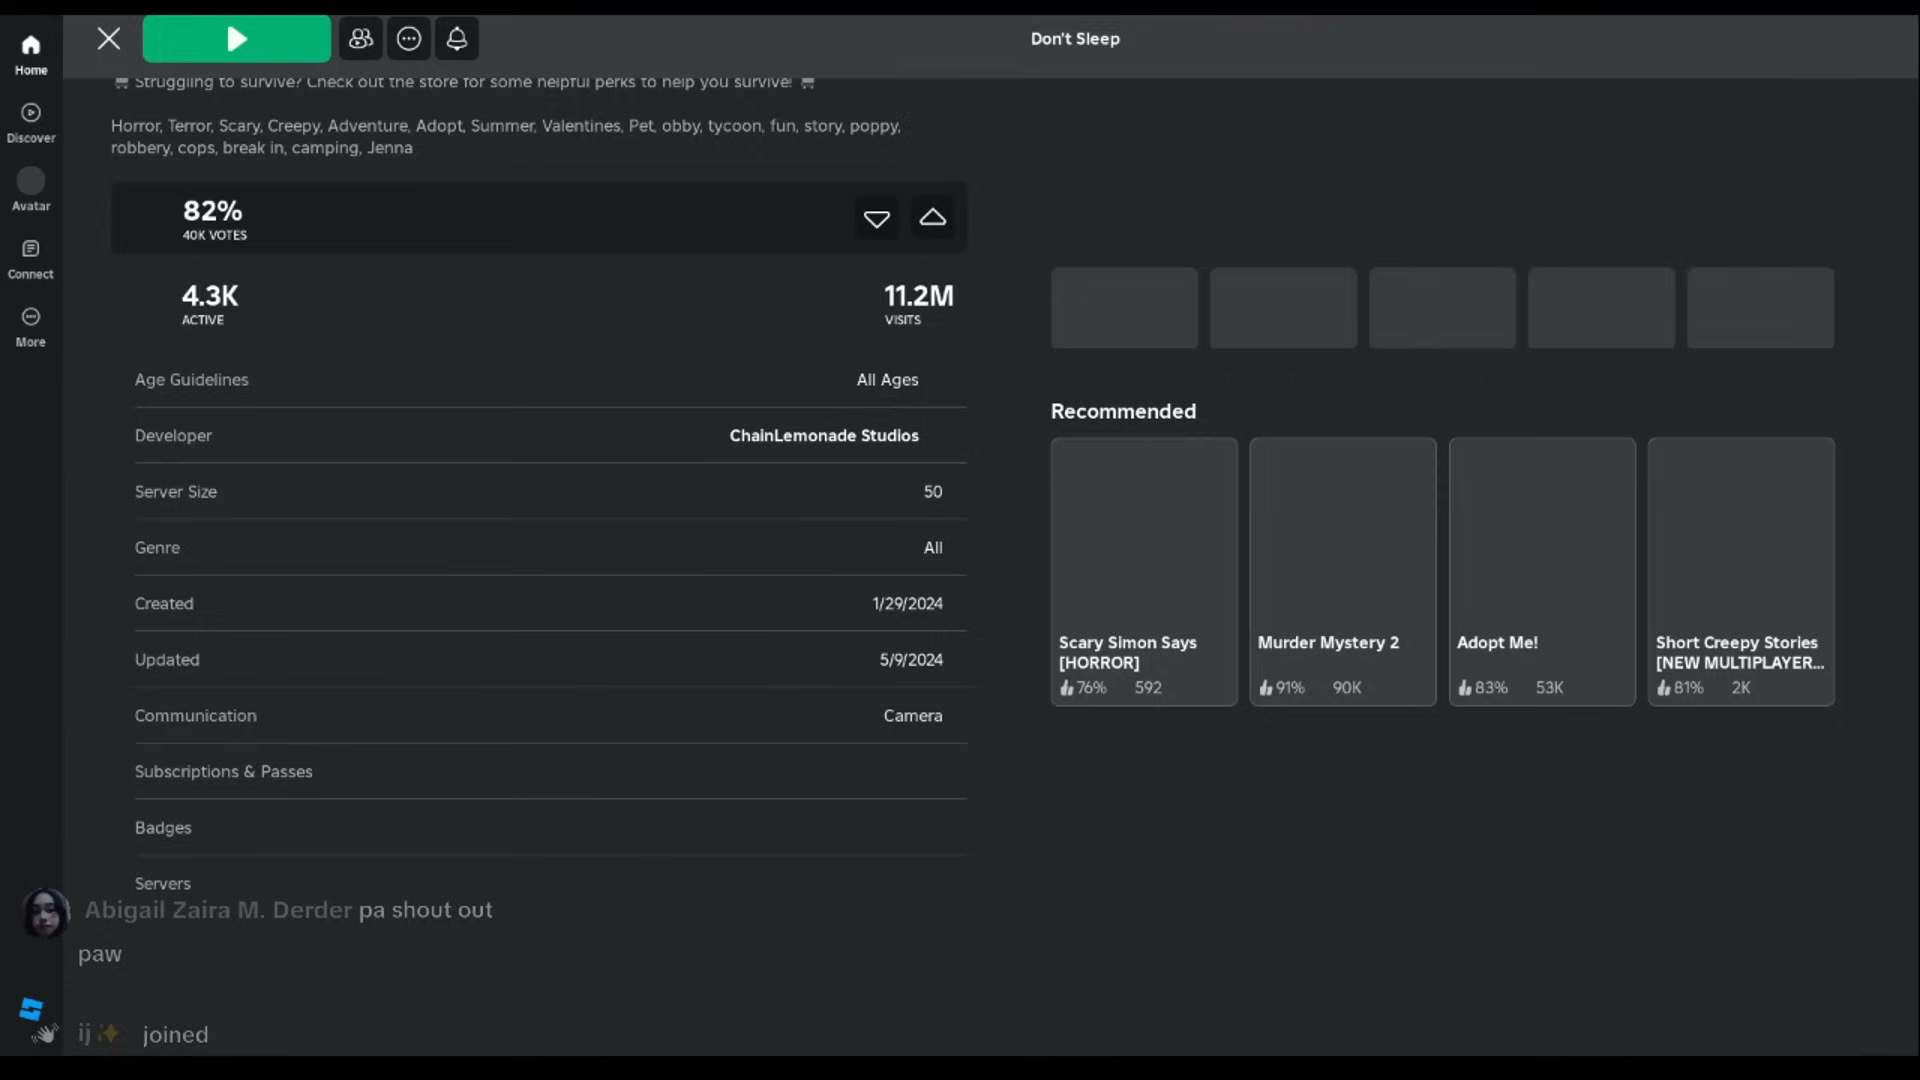 Don't Sleep
Home
Discover
Avatar
Connect
More
Struggling to survive? Check out the store for some helpful perks to help you survive!
Horror, Terror, Scary, Creepy, Adventure, Adopt, Summer, Valentines, Pet, obby, tycoon, fun, story, poppy,
robbery, cops, break in, camping, Jenna
82%
40K VOTES
4.3K
ACTIVE
11.2M
VISITS
Age Guidelines All Ages
Developer ChainLemonade Studios
Server Size 50
Genre All
Created 1/29/2024
Updated 5/9/2024
Communication Camera
Subscriptions & Passes
Badges
Servers
Recommended
Scary Simon Says
[HORROR]
76% 592
Murder Mystery 2
91% 90K
Adopt Me!
83% 53K
Short Creepy Stories
[NEW MULTIPLAYER...
81% 2K
Abigail Zaira M. Derder pa shout out
paw
ij✨ joined